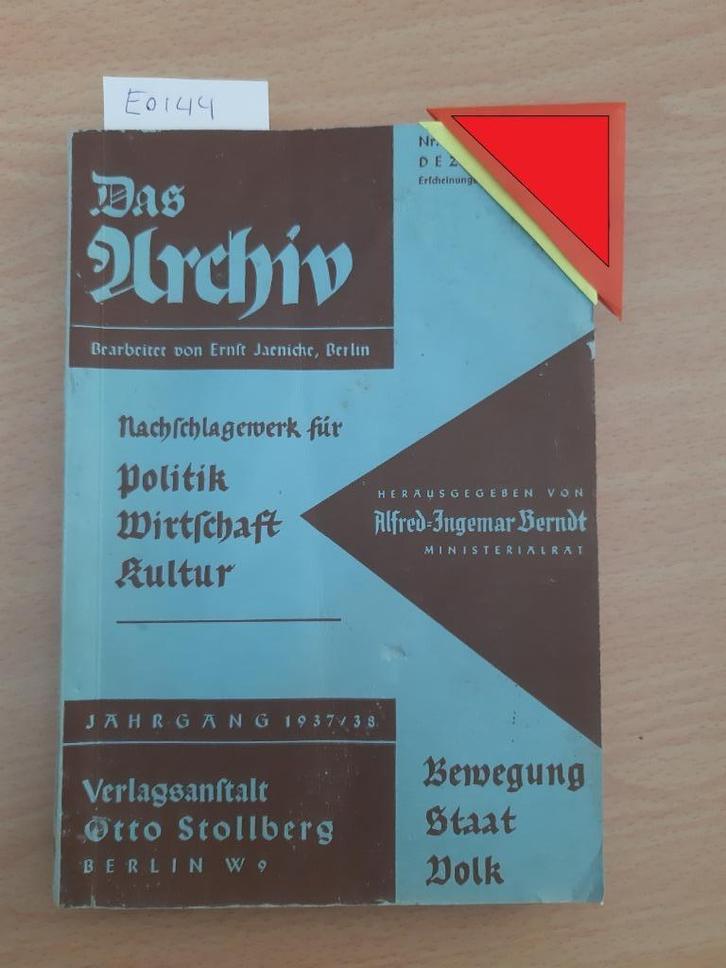 E0144
Das
Archiv
Bearbeitet von Ernſt Jaenicke, Berlin
Nr.
Nachſchlagewerk für
Politik
Wirtſchaft
Kultur
HERAUSGEGEBEN VON
Alfred=Ingemar Berndt
MINISTERIALRAT
JAHRGANG 1937/38
Verlagsanſtalt
Otto Stollberg
BERLIN W 9
Bewegung
Staat
Volk